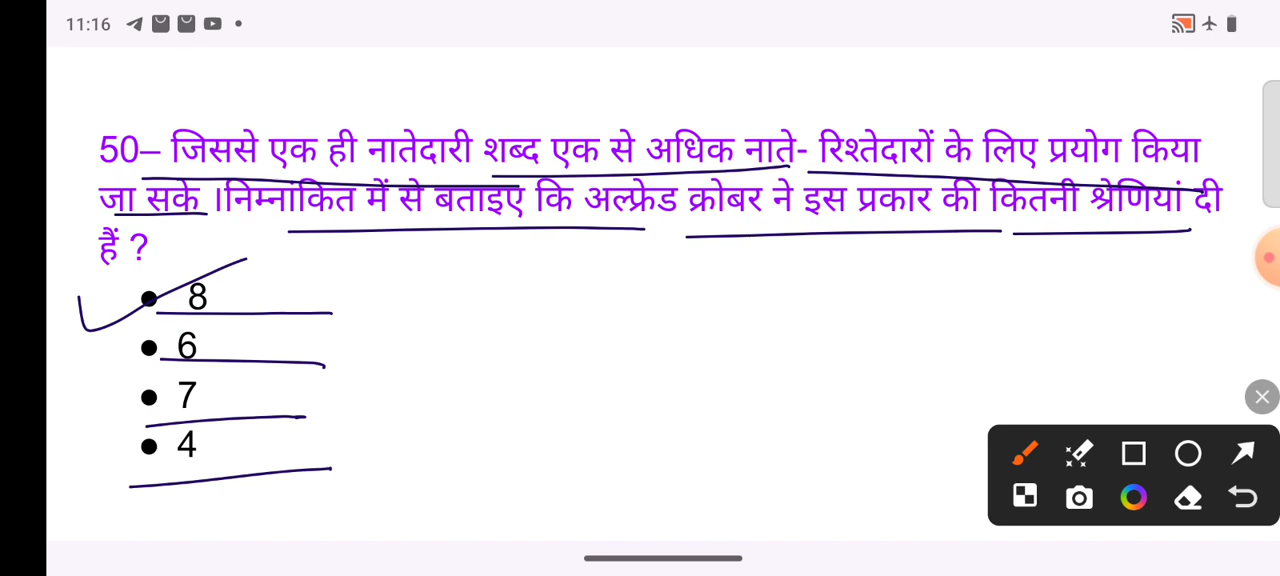 11:16
50– जिससे एक ही नातेदारी शब्द एक से अधिक नाते- रिश्तेदारों के लिए प्रयोग किया
जा सके ।निम्नांकित में से बताइए कि अल्फ्रेड क्रोबर ने इस प्रकार की कितनी श्रेणियां दी
हैं ?
● 8
● 6
● 7
● 4